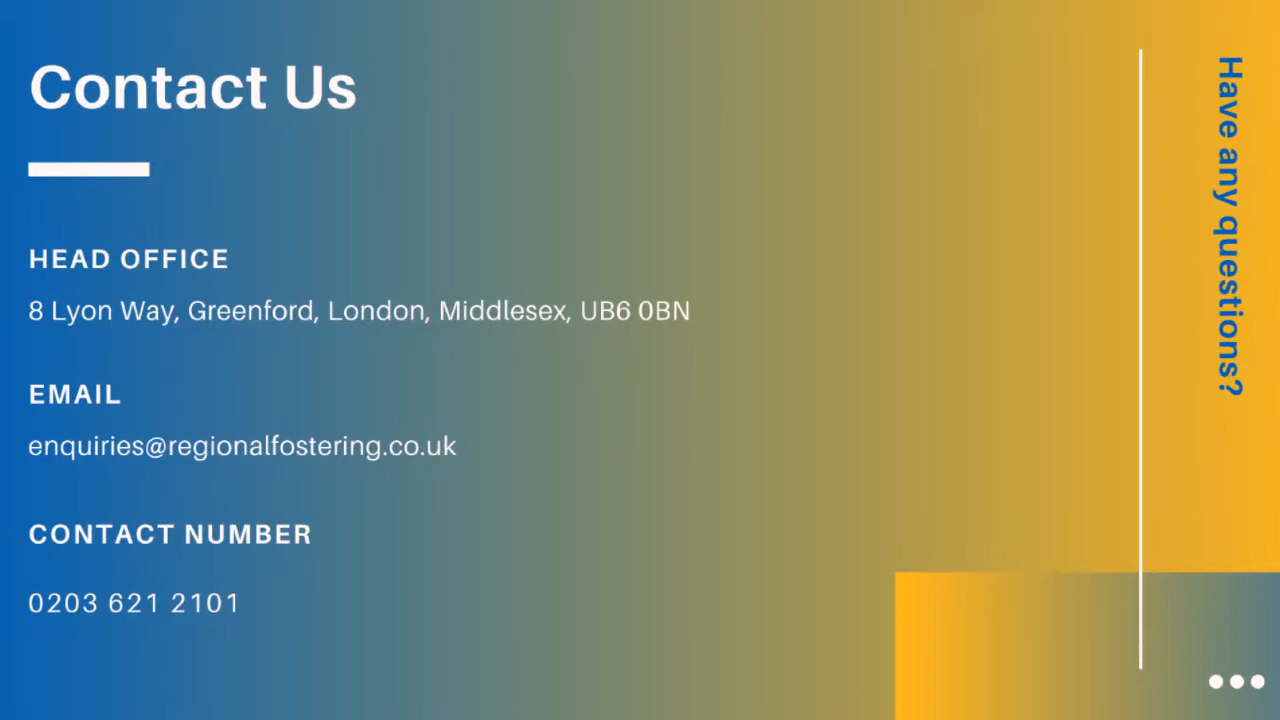 Contact Us
HEAD OFFICE
8 Lyon Way, Greenford, London, Middlesex, UB6 0BN
EMAIL
enquiries@regionalfostering.co.uk
CONTACT NUMBER
0203 621 2101
Have any questions?